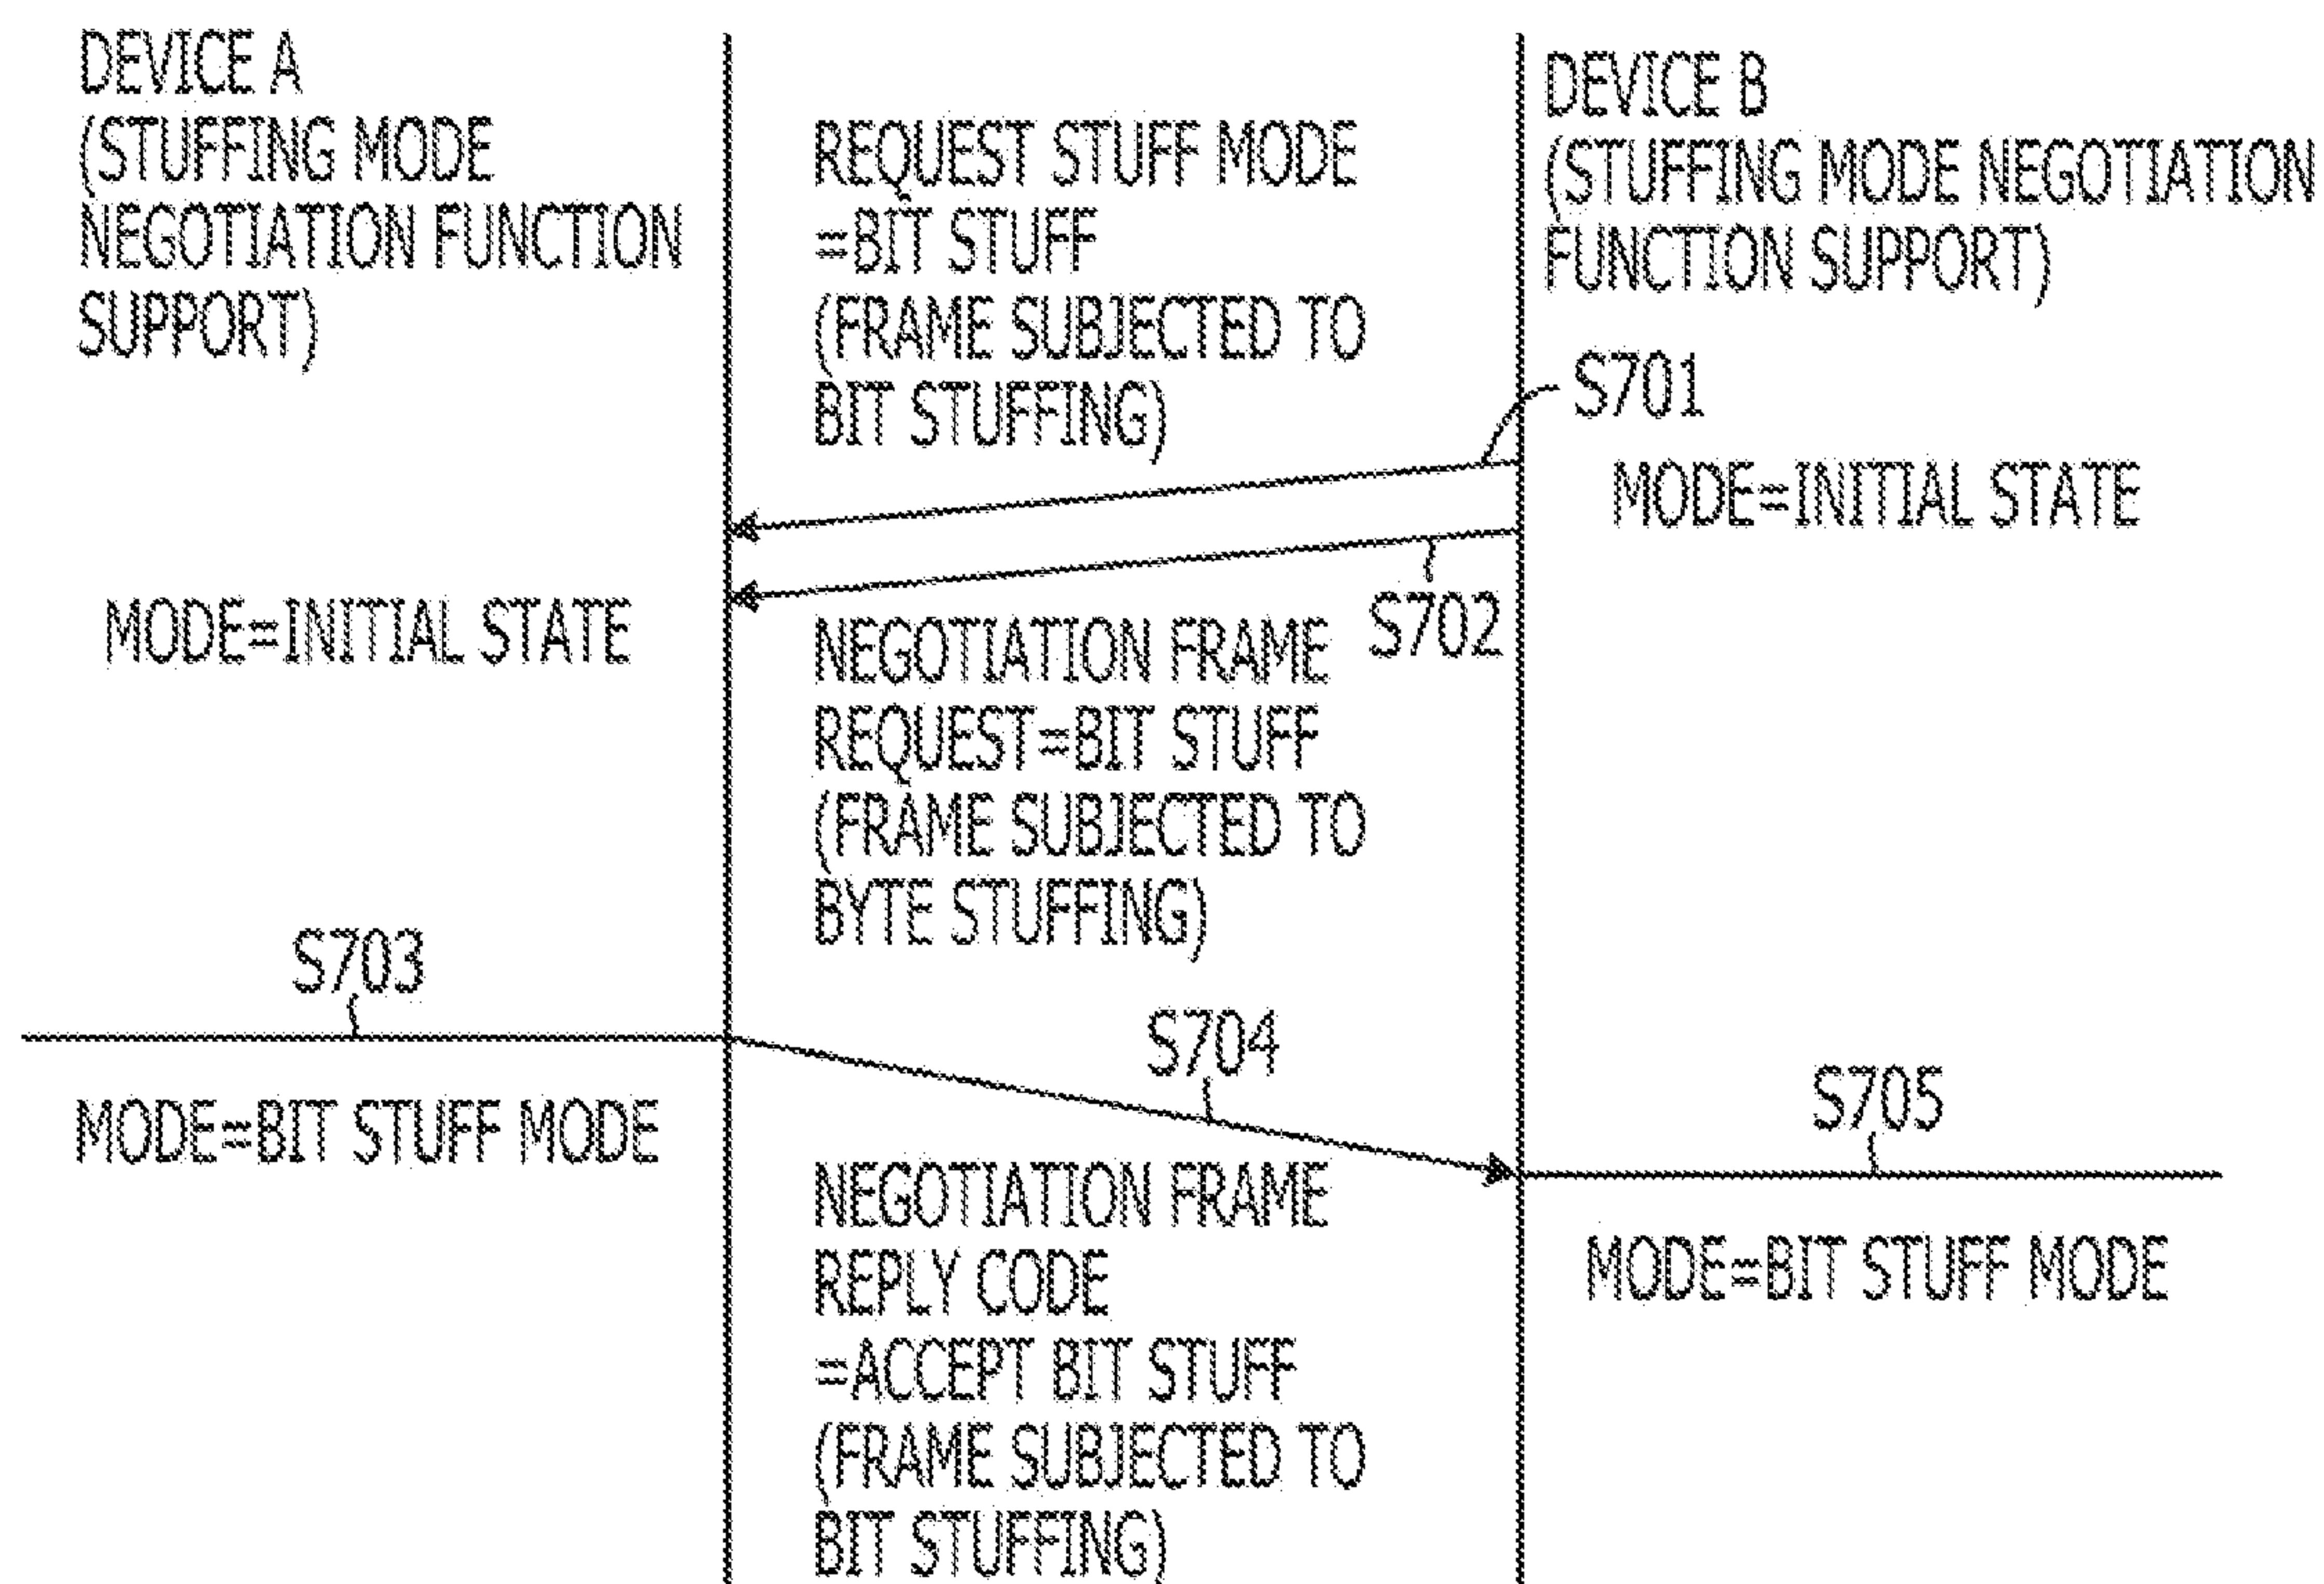 DEVICE A
(STUFFING MODE
NEGOTIATION FUNCTION
SUPPORT)
REQUEST STUFF MODE
=BIT STUFF
(FRAME SUBJECTED TO
BIT STUFFING)
DEVICE B
(STUFFING MODE NEGOTIATION
FUNCTION SUPPORT)
S701
MODE=INITIAL STATE
S702
MODE=INITIAL STATE
NEGOTIATION FRAME
REQUEST=BIT STUFF
(FRAME SUBJECTED TO
BYTE STUFFING)
S703
MODE=BIT STUFF MODE
S704
NEGOTIATION FRAME
REPLY CODE
=ACCEPT BIT STUFF
(FRAME SUBJECTED TO
BIT STUFFING)
S705
MODE=BIT STUFF MODE